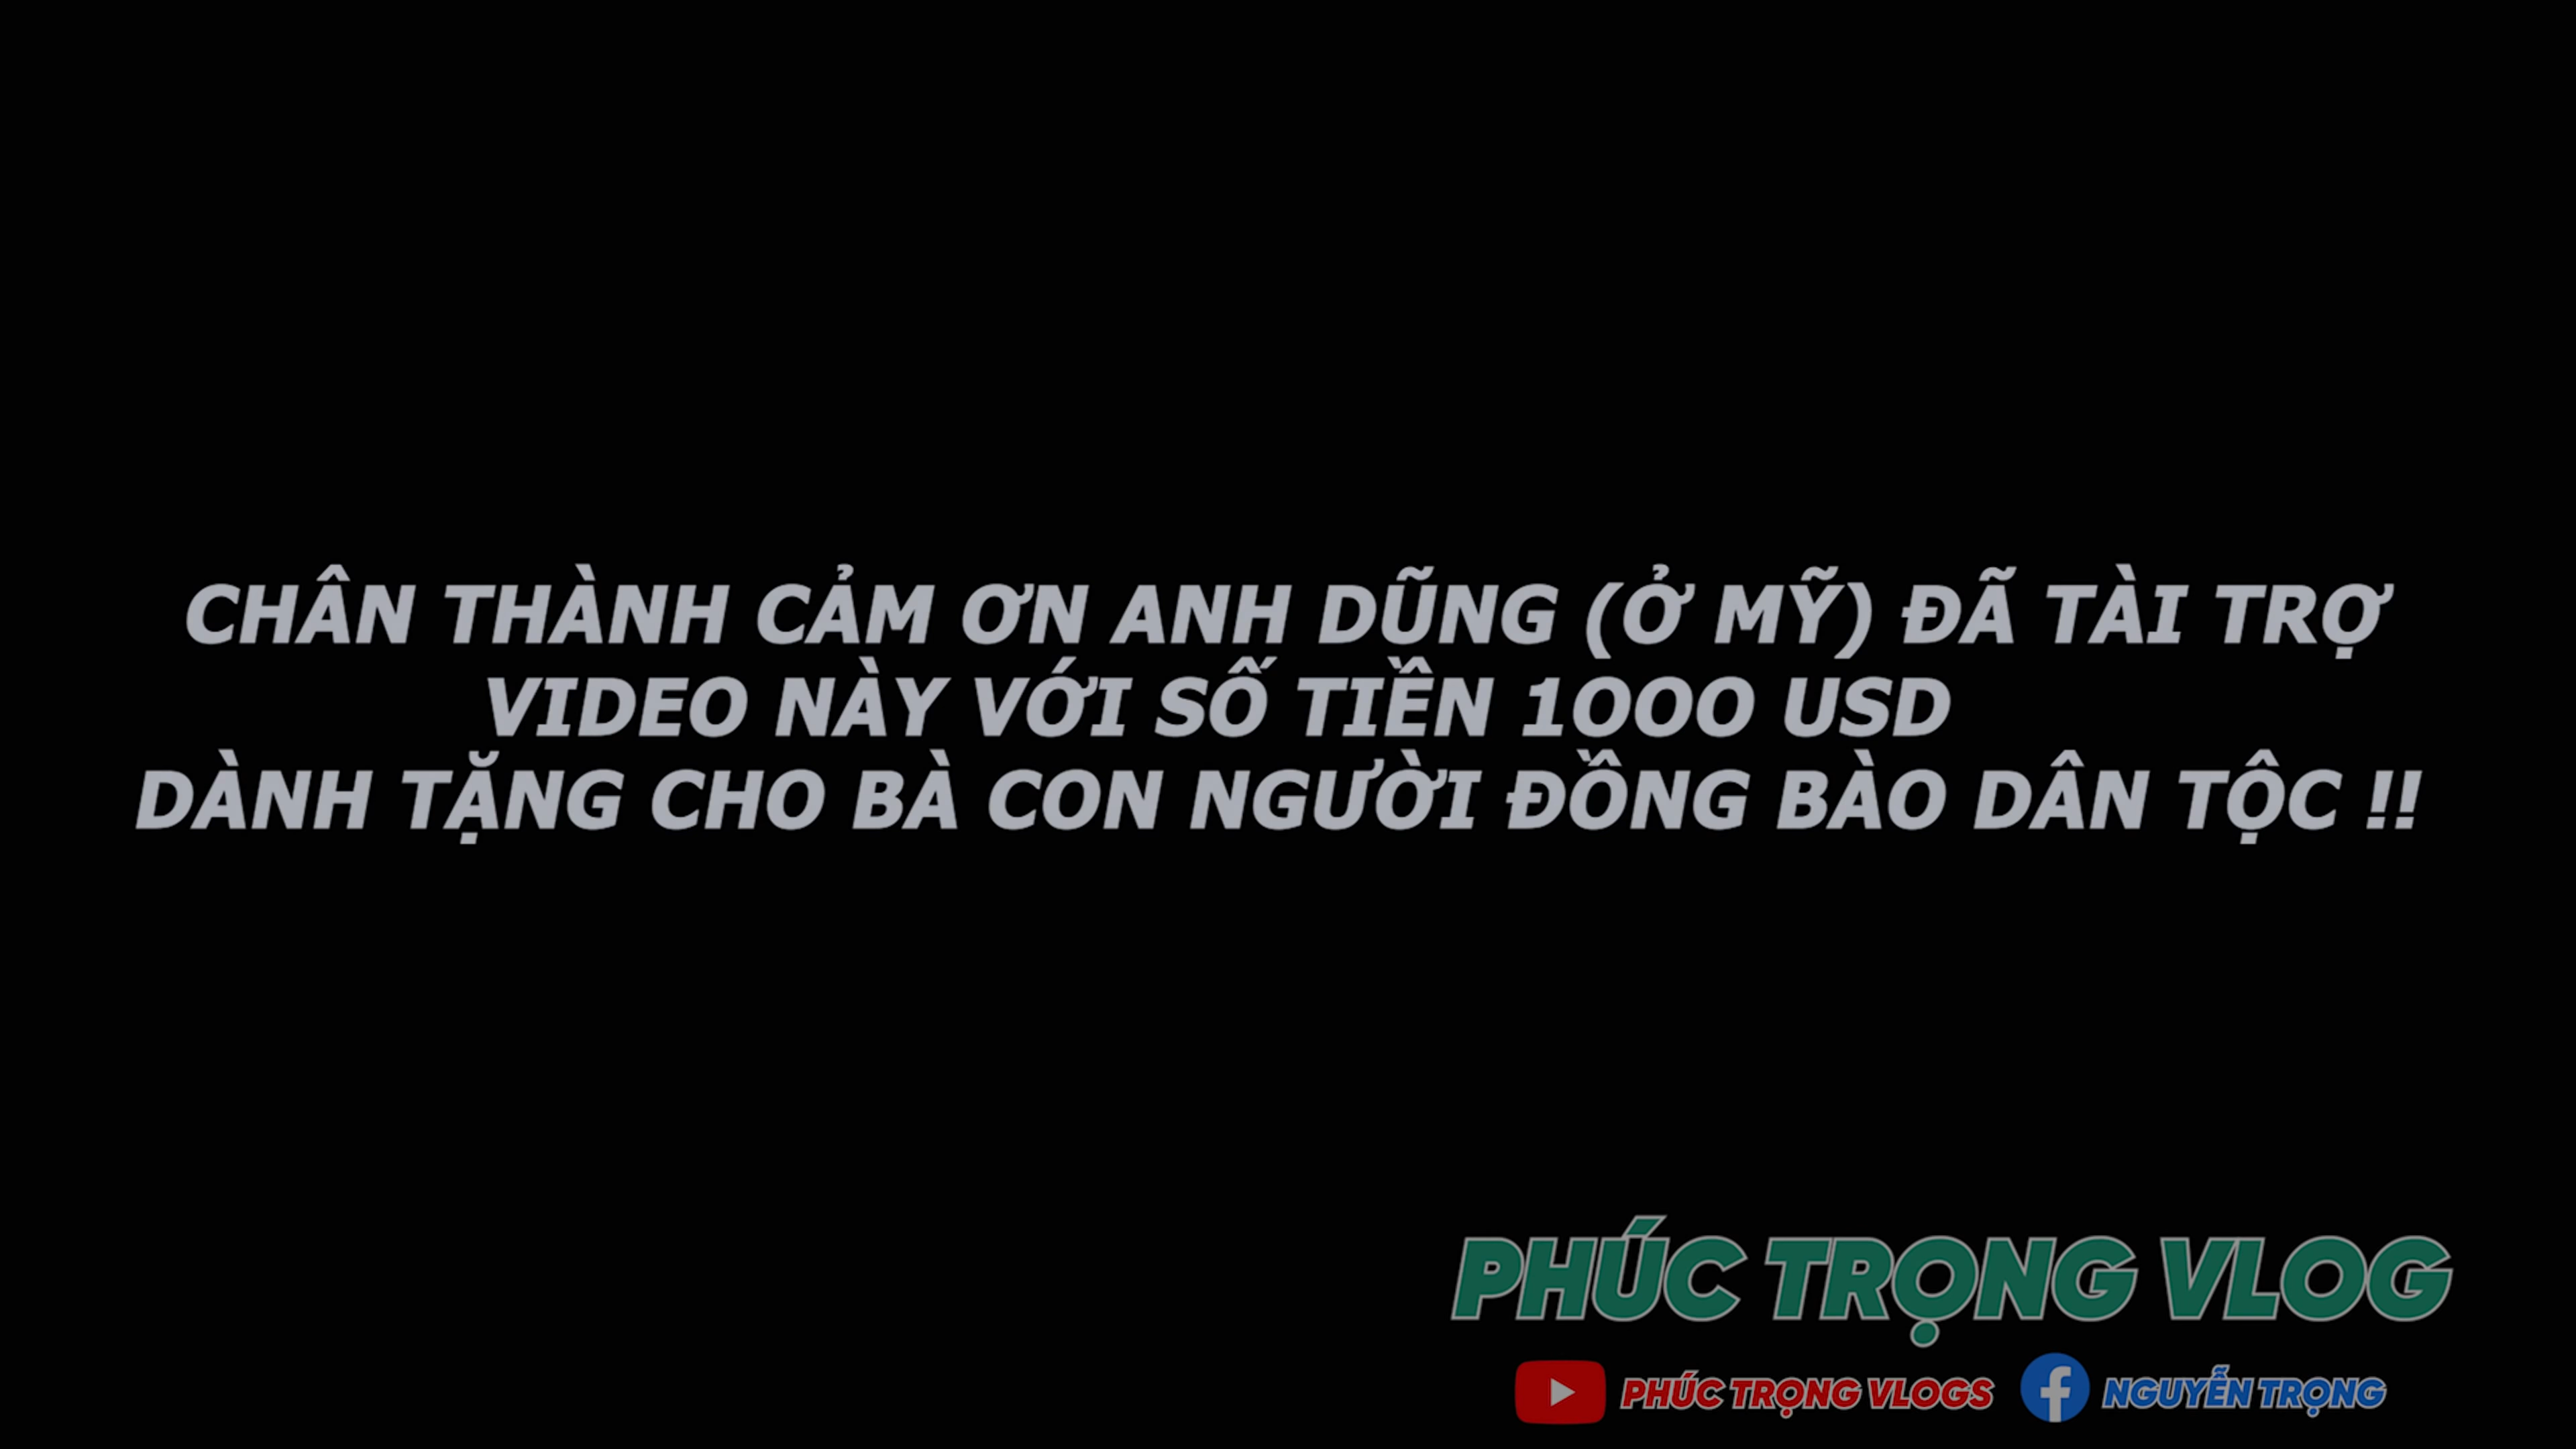 CHÂN THÀNH CẢM ƠN ANH DŨNG (Ở MỸ) ĐÃ TÀI TRỢ
VIDEO NÀY VỚI SỐ TIỀN 1000 USD
DÀNH TẶNG CHO BÀ CON NGƯỜI ĐỒNG BÀO DÂN TỘC !!
PHÚC TRỌNG VLOG
PHÚC TRỌNG VLOGS NGUYỄN TRỌNG